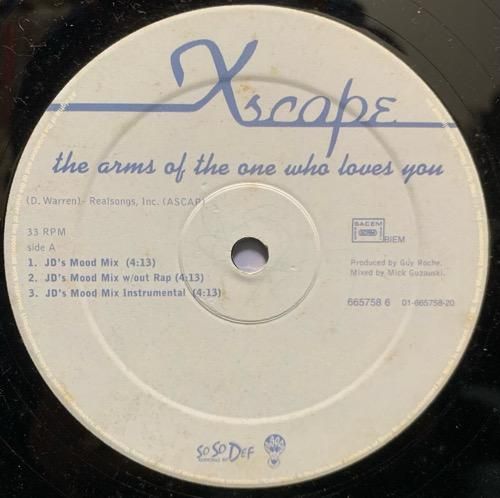 Xscape
the arms of the one who loves you
(D. Warren)- Realsongs, Inc. (ASCAP)
33 RPM
side A
1. JD's Mood Mix (4:13)
2. JD's Mood Mix w/out Rap (4:13)
3. JD's Mood Mix Instrumental (4:13)
SACEM
BIEM
Produced by Guy Roche.
Mixed by Mick Guzauski.
665758 6 01-665758-20
SO SO DEF